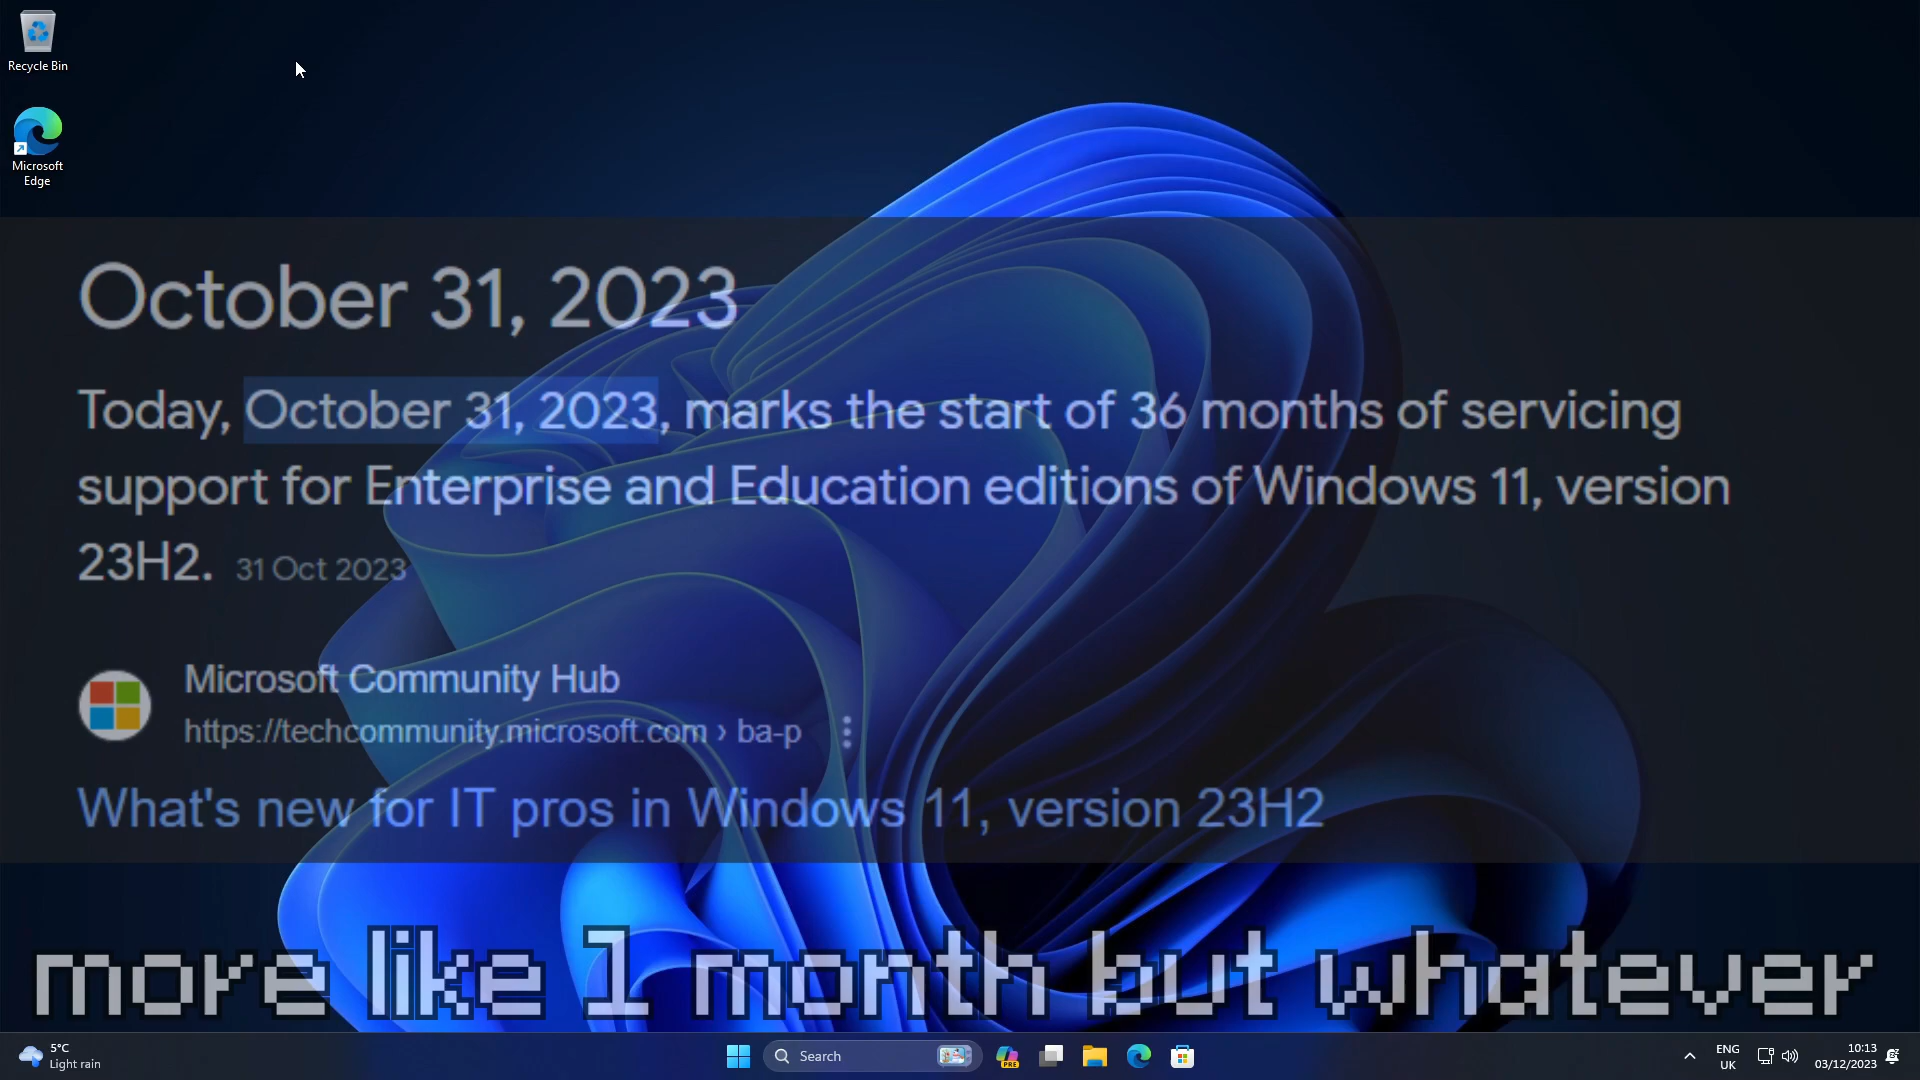 Recycle Bin
Microsoft
Edge
October 31, 2023
Today, October 31, 2023, marks the start of 36 months of servicing
support for Enterprise and Education editions of Windows 11, version
23H2. 31 Oct 2023
Microsoft Community Hub
https://techcommunity.microsoft.com › ba-p
What's new for IT pros in Windows 11, version 23H2
more like 1 month but whatever
5°C
Light rain
Search
PRE
ENG
UK
10:13
03/12/2023